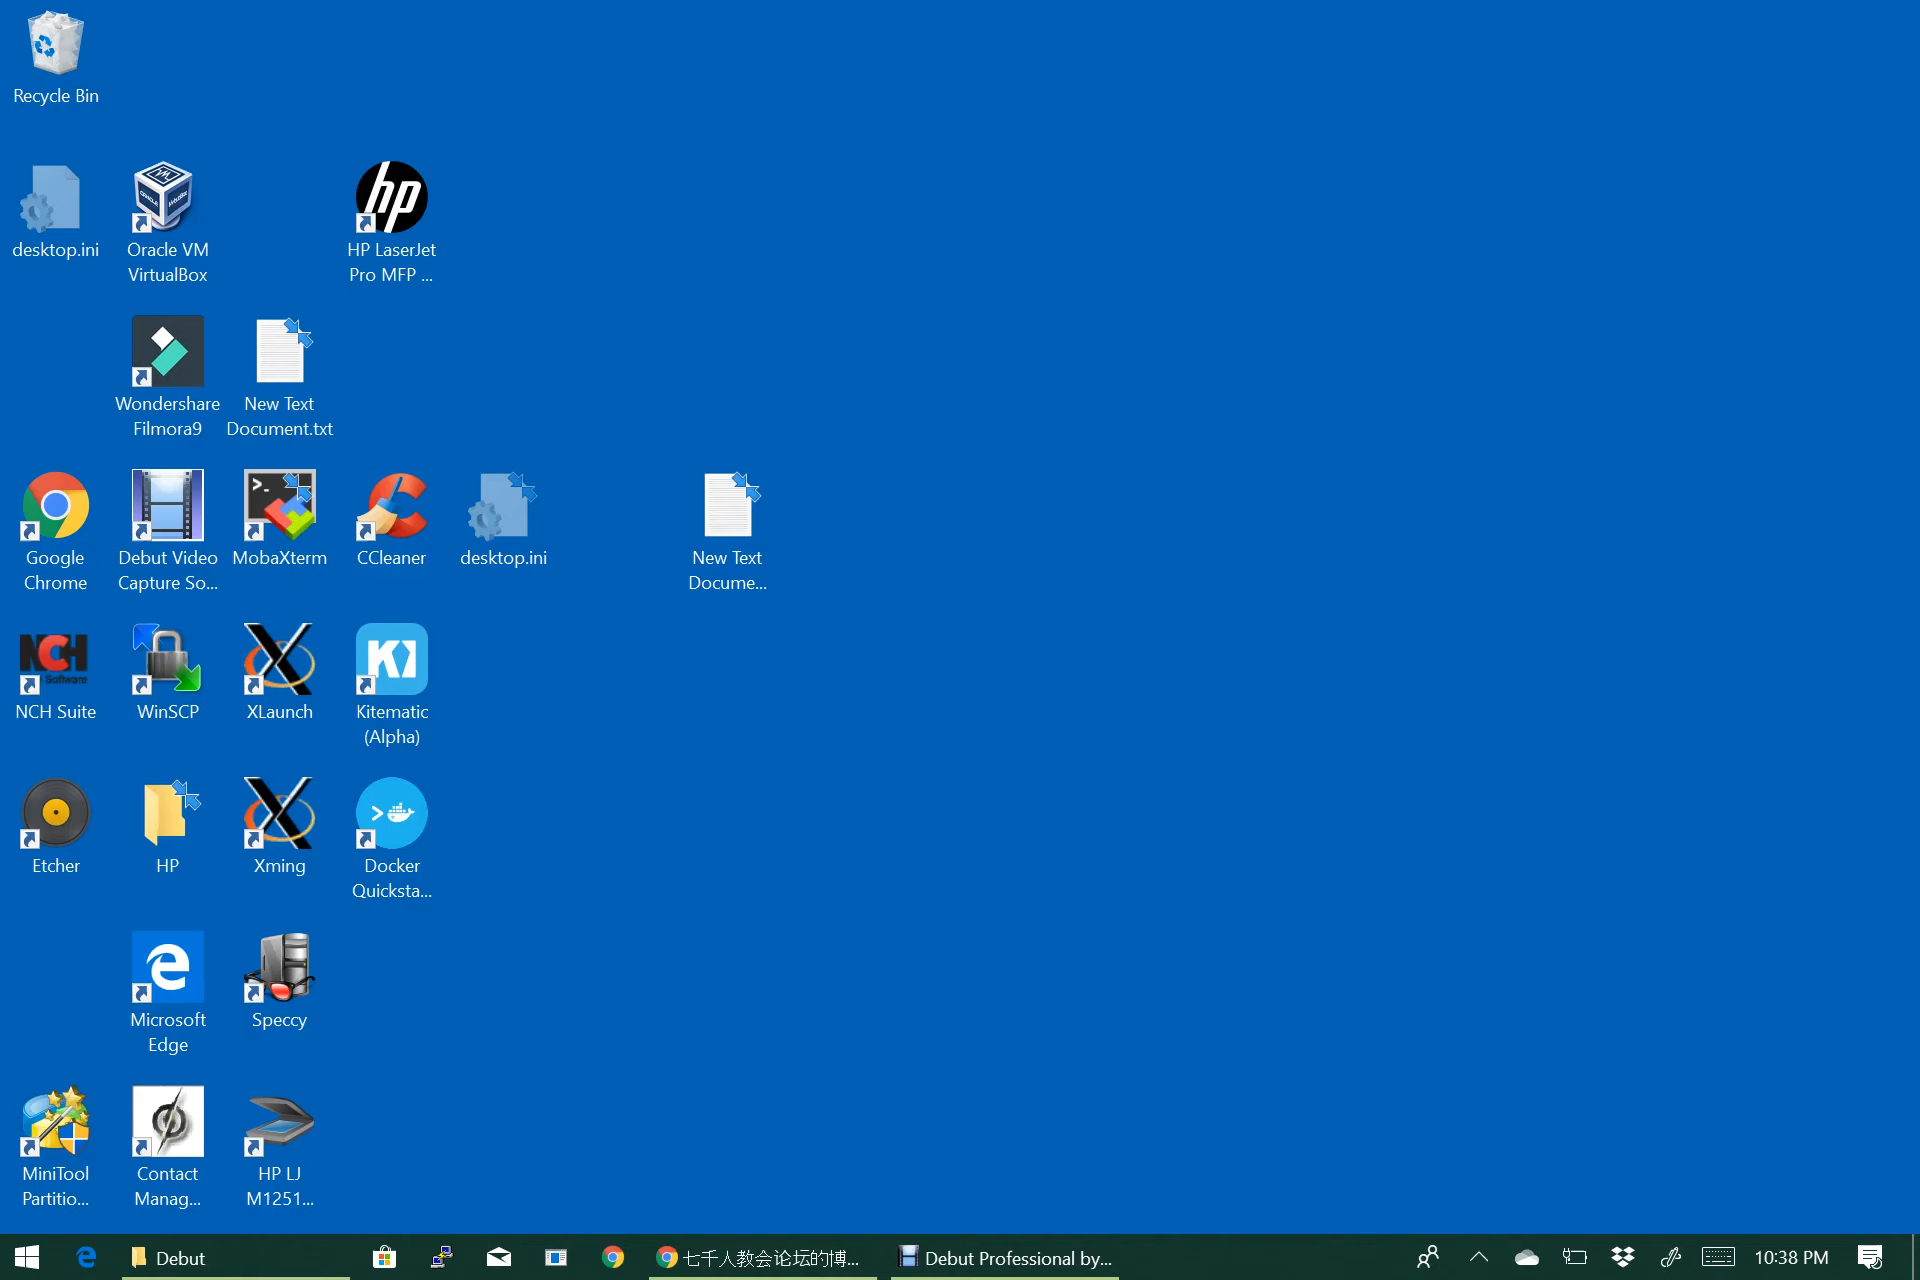 Recycle Bin
desktop.ini
Oracle VM
VirtualBox
hp
HP LaserJet
Pro MFP ...
Wondershare
Filmora9
New Text
Document.txt
Google
Chrome
Debut Video
Capture So...
MobaXterm
CCleaner
desktop.ini
New Text
Docume...
NCH
Software
NCH Suite
WinSCP
XLaunch
Kitematic
(Alpha)
Etcher
HP
Xming
Docker
Quicksta...
Microsoft
Edge
Speccy
MiniTool
Partitio...
Contact
Manag...
HP LJ
M1251...
Debut
七千人教会论坛的博...
Debut Professional by...
10:38 PM